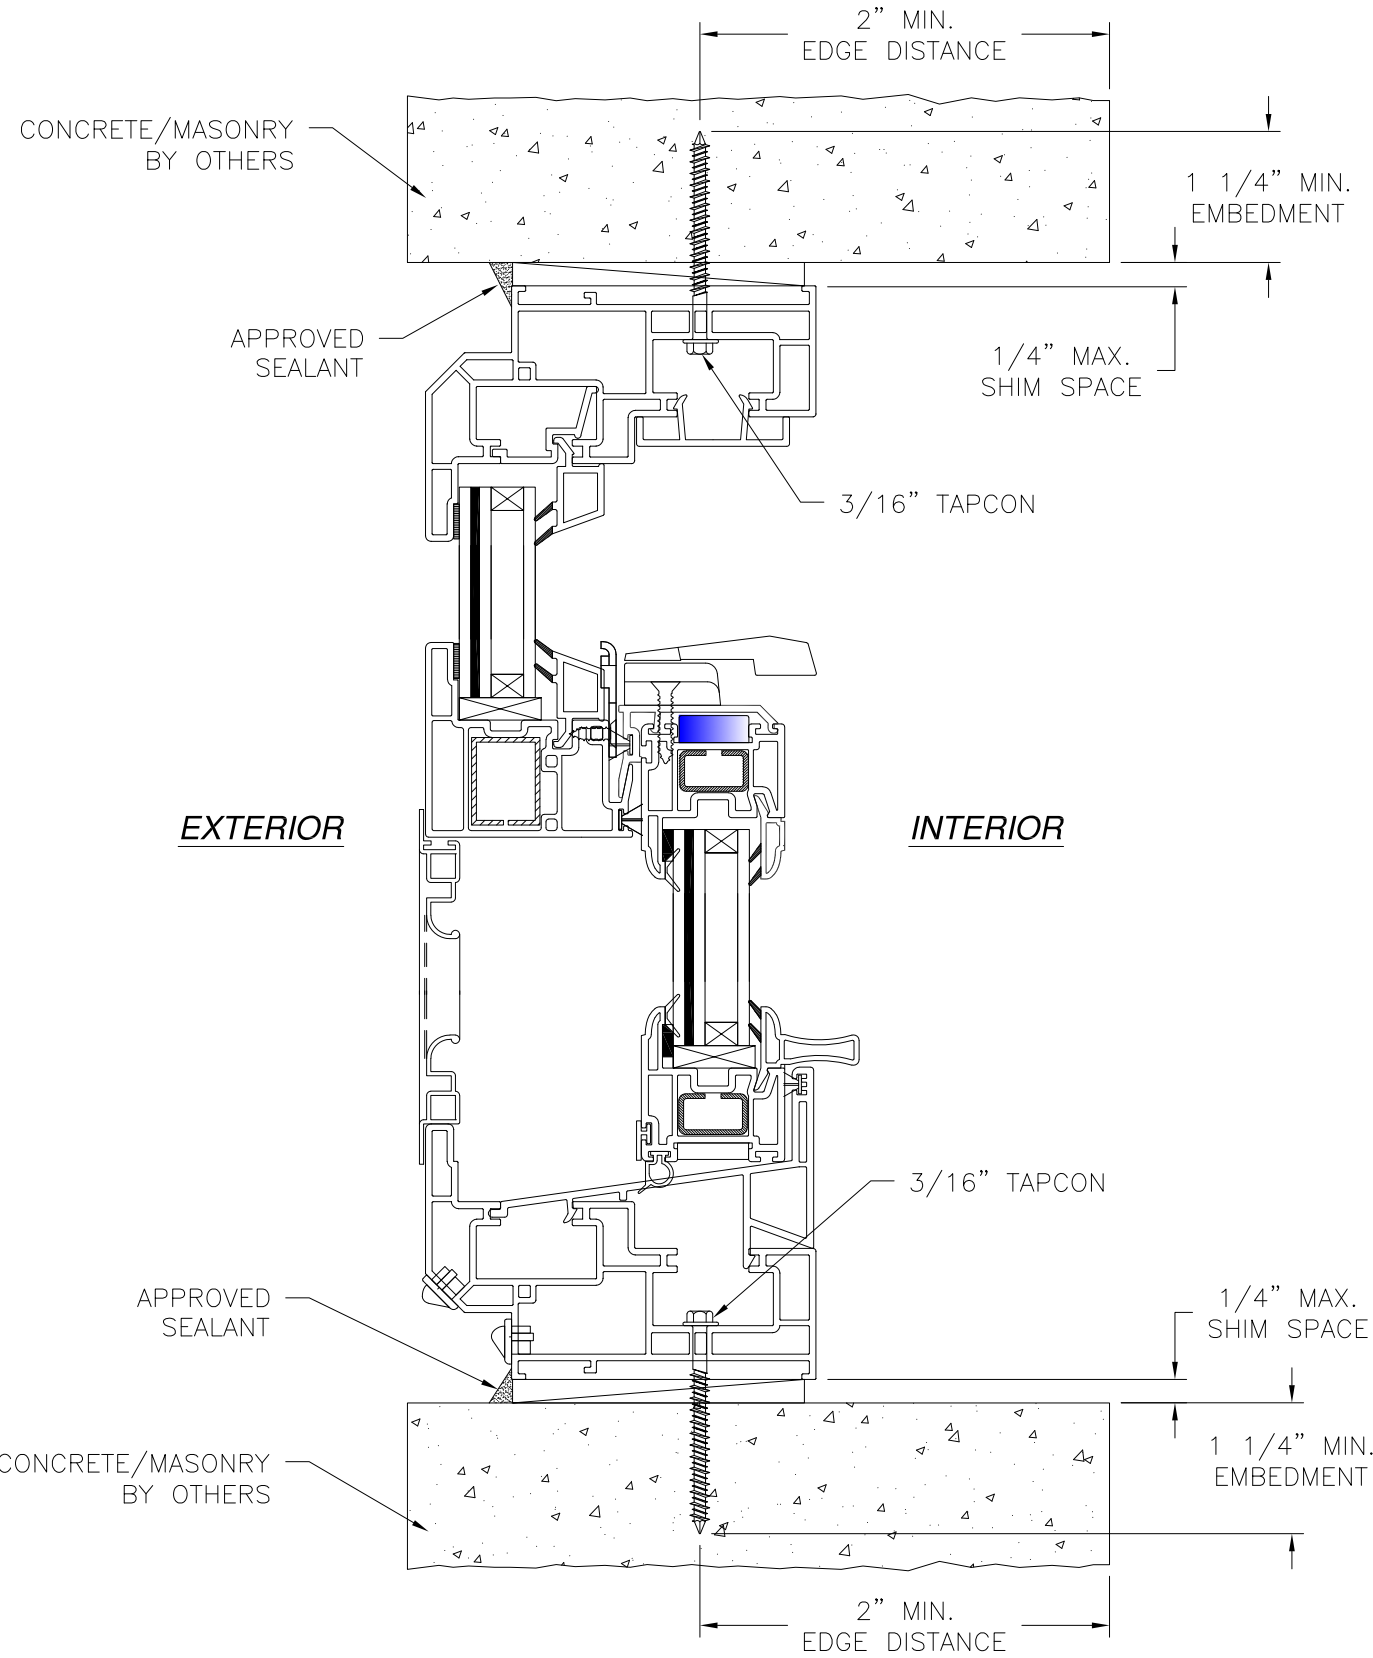 2” MIN.
EDGE DISTANCE
CONCRETE/MASONRY
BY OTHERS
1 1/4” MIN.
EMBEDMENT
APPROVED
SEALANT
1/4” MAX.
SHIM SPACE
3/16” TAPCON
EXTERIOR
INTERIOR
3/16” TAPCON
APPROVED
SEALANT
1/4” MAX.
SHIM SPACE
CONCRETE/MASONRY
BY OTHERS
1 1/4” MIN.
EMBEDMENT
2” MIN.
EDGE DISTANCE